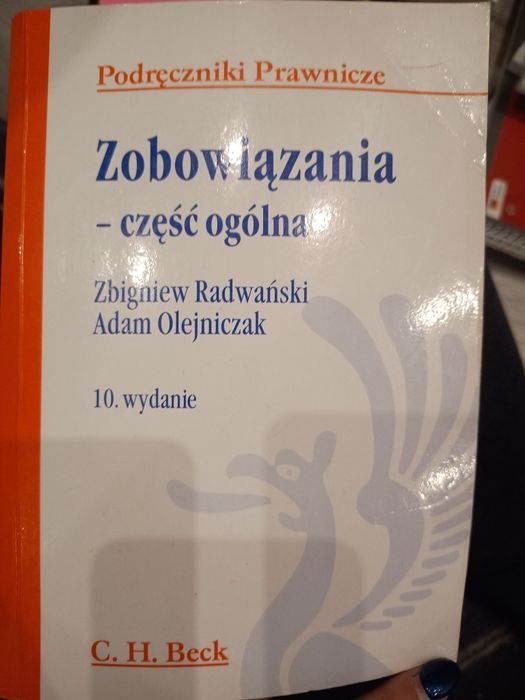 Podręczniki Prawnicze
Zobowiązania
– część ogólna
Zbigniew Radwański
Adam Olejniczak
10. wydanie
C. H. Beck